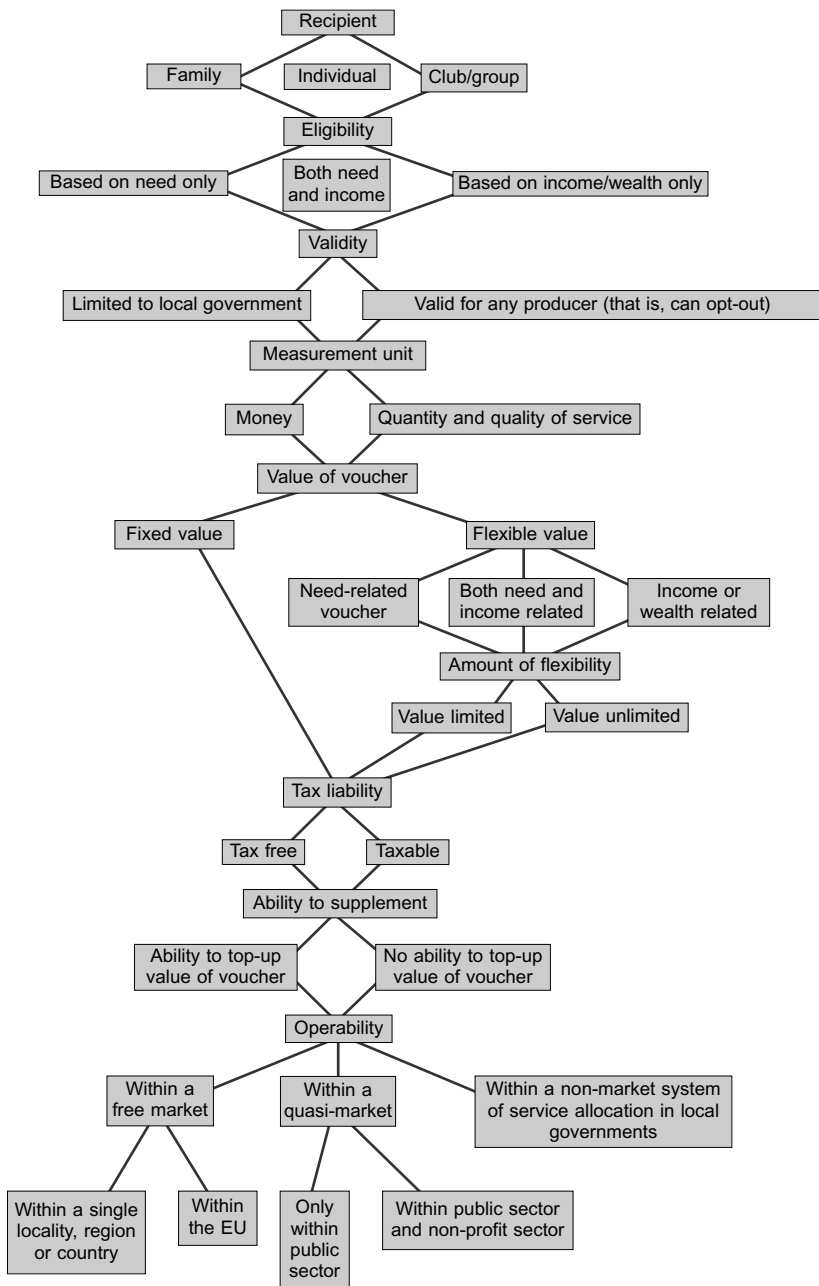 Recipient
Family
Individual
Club/group
Eligibility
Based on need only
Both need
and income
Based on income/wealth only
Validity
Limited to local government
Valid for any producer (that is, can opt-out)
Measurement unit
Money
Quantity and quality of service
Value of voucher
Fixed value
Flexible value
Need-related
voucher
Both need and
income related
Income or
wealth related
Amount of flexibility
Value limited
Value unlimited
Tax liability
Tax free
Taxable
Ability to supplement
Ability to top-up
value of voucher
No ability to top-up
value of voucher
Operability
Within a
free market
Within a
quasi-market
Within a non-market system
of service allocation in local
governments
Within a single
locality, region
or country
Within
the EU
Only
within
public
sector
Within public sector
and non-profit sector